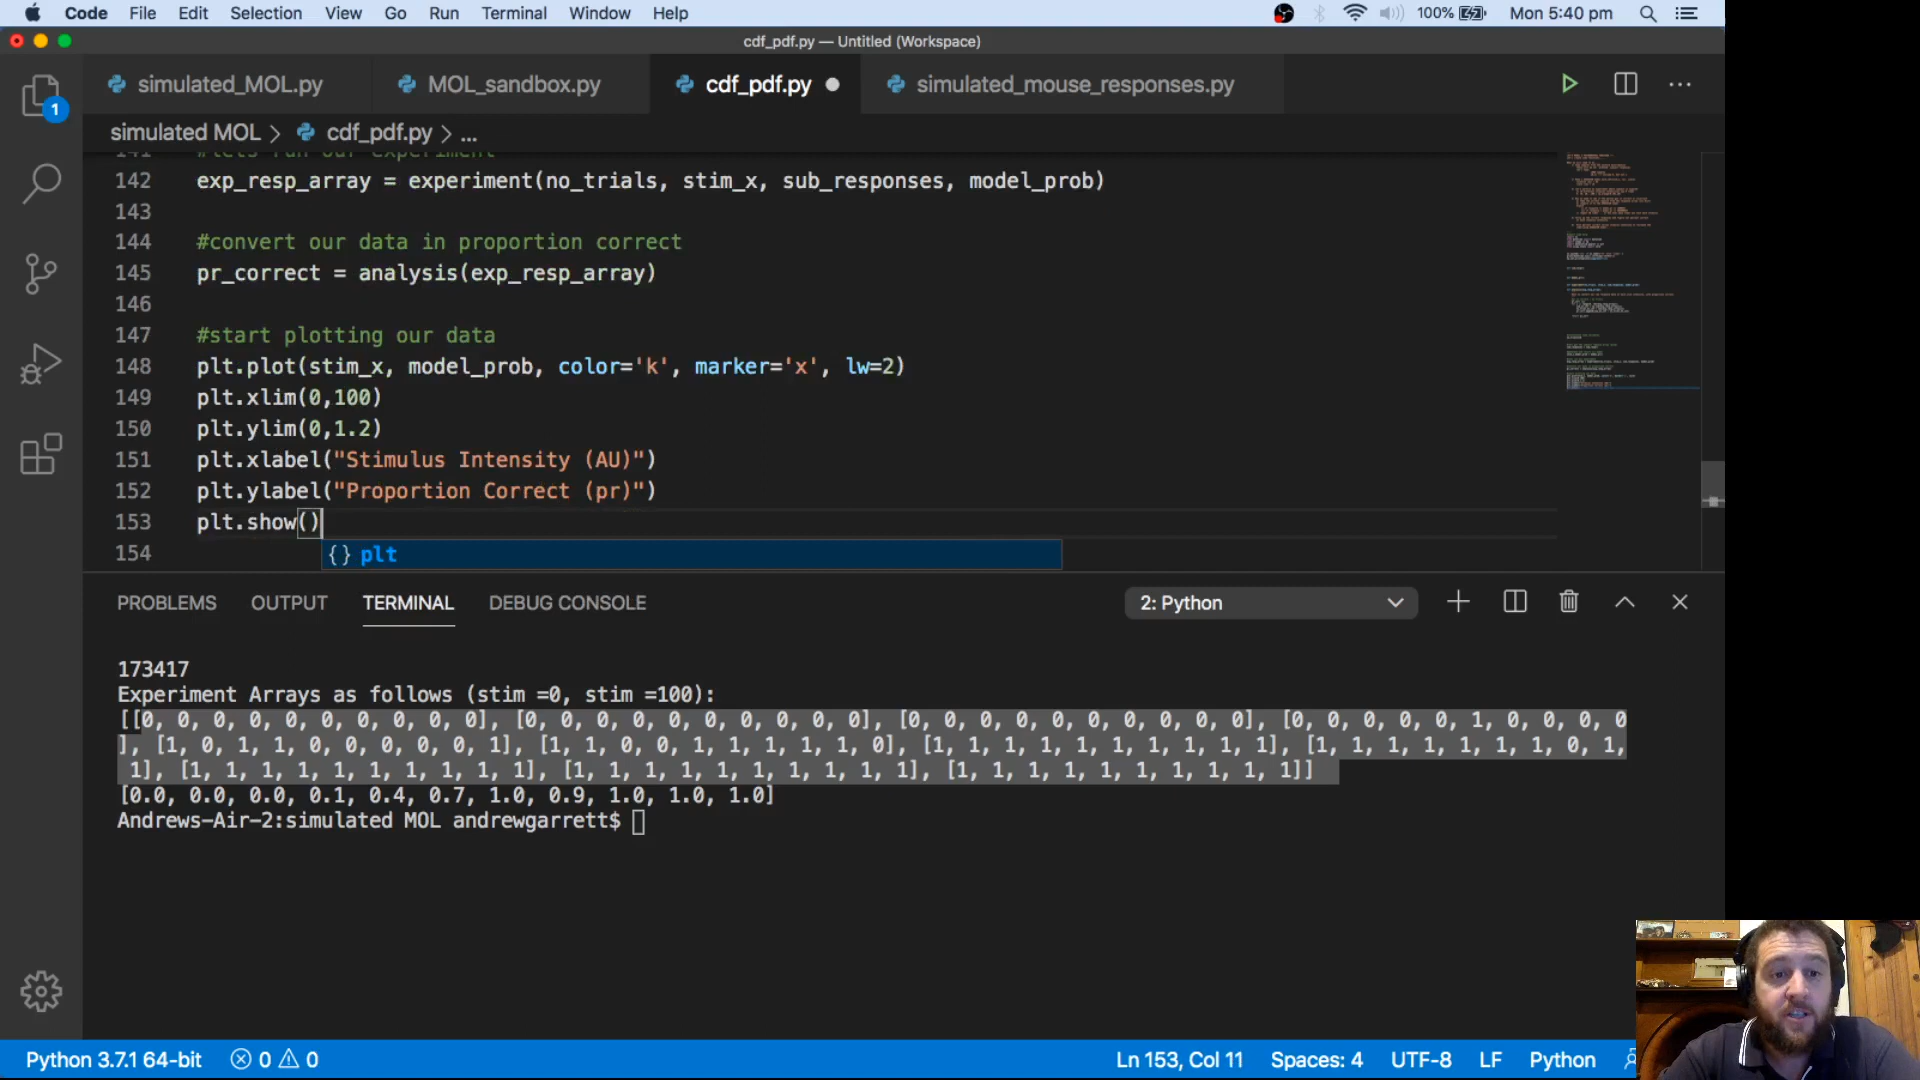 Code File Edit Selection View Go Run Terminal Window Help 100% Mon 5:40 pm
cdf_pdf.py — Untitled (Workspace)
1
simulated_MOL.py MOL_sandbox.py cdf_pdf.py simulated_mouse_responses.py
simulated MOL > cdf_pdf.py > ...
141 #lets run our experiment
142 exp_resp_array = experiment(no_trials, stim_x, sub_responses, model_prob)
143
144 #convert our data in proportion correct
145 pr_correct = analysis(exp_resp_array)
146
147 #start plotting our data
148 plt.plot(stim_x, model_prob, color='k', marker='x', lw=2)
149 plt.xlim(0,100)
150 plt.ylim(0,1.2)
151 plt.xlabel("Stimulus Intensity (AU)")
152 plt.ylabel("Proportion Correct (pr)")
153 plt.show()
154 {} plt
PROBLEMS OUTPUT TERMINAL DEBUG CONSOLE 2: Python
173417
Experiment Arrays as follows (stim =0, stim =100):
[[0, 0, 0, 0, 0, 0, 0, 0, 0, 0], [0, 0, 0, 0, 0, 0, 0, 0, 0, 0], [0, 0, 0, 0, 0, 0, 0, 0, 0, 0], [0, 0, 0, 0, 0, 1, 0, 0, 0, 0
], [1, 0, 1, 1, 0, 0, 0, 0, 0, 1], [1, 1, 0, 0, 1, 1, 1, 1, 1, 0], [1, 1, 1, 1, 1, 1, 1, 1, 1, 1], [1, 1, 1, 1, 1, 1, 1, 0, 1,
1], [1, 1, 1, 1, 1, 1, 1, 1, 1, 1], [1, 1, 1, 1, 1, 1, 1, 1, 1, 1], [1, 1, 1, 1, 1, 1, 1, 1, 1, 1]]
[0.0, 0.0, 0.0, 0.1, 0.4, 0.7, 1.0, 0.9, 1.0, 1.0, 1.0]
Andrews-Air-2:simulated MOL andrewgarrett$
Python 3.7.1 64-bit 0 0 Ln 153, Col 11 Spaces: 4 UTF-8 LF Python